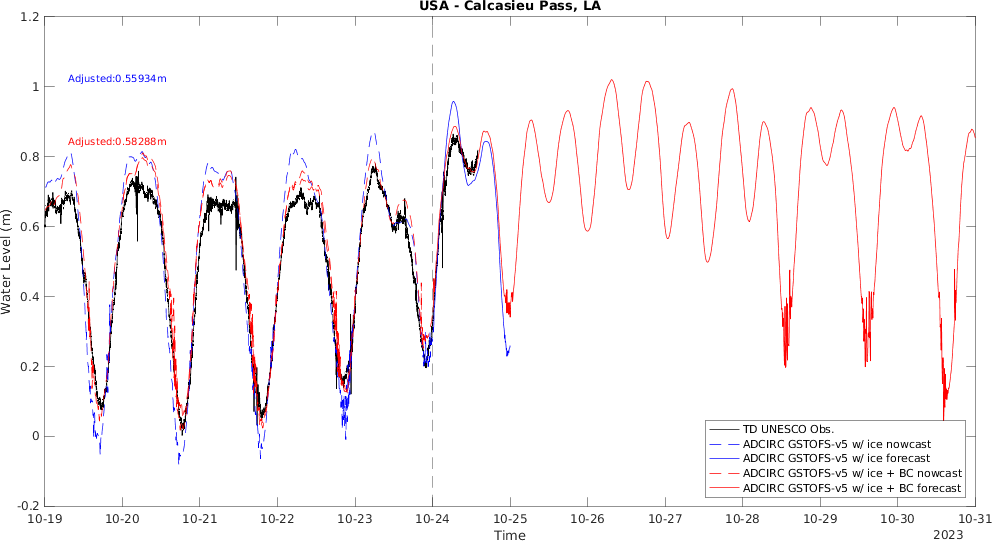 USA - Calcasieu Pass, LA
1.2
1
0.8
0.6
0.4
0.2
0
-0.2
Water Level (m)
Adjusted:0.55934m
Adjusted:0.58288m
TD UNESCO Obs.
ADCIRC GSTOFS-v5 w/ ice nowcast
ADCIRC GSTOFS-v5 w/ ice forecast
ADCIRC GSTOFS-v5 w/ ice + BC nowcast
ADCIRC GSTOFS-v5 w/ ice + BC forecast
10-19 10-20 10-21 10-22 10-23 10-24 10-25 10-26 10-27 10-28 10-29 10-30 10-31
Time
2023